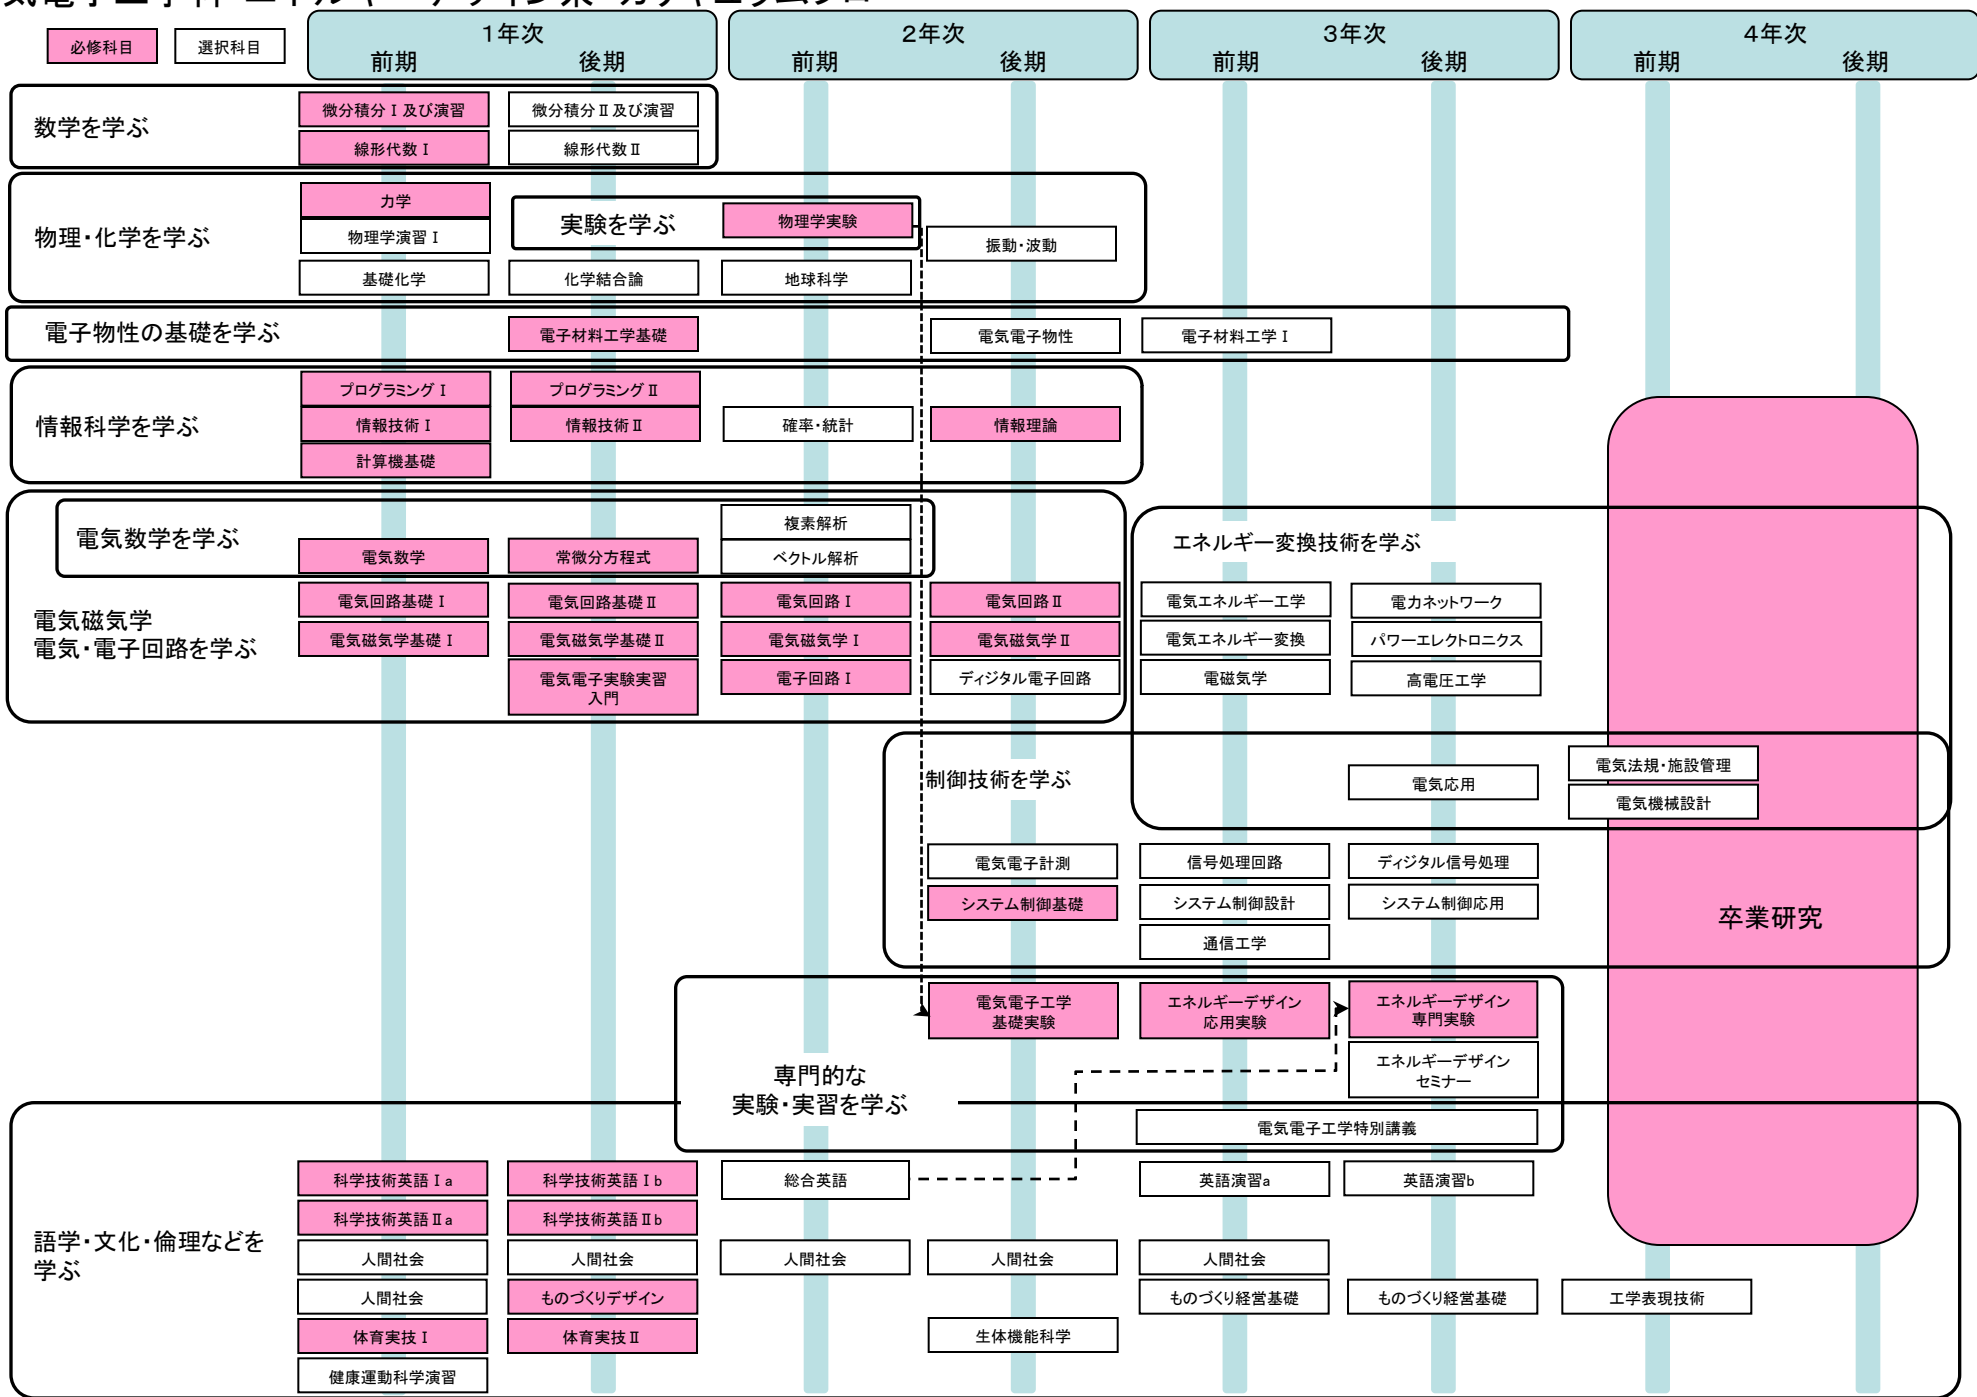 必修科目
選択科目
1年次
前期
後期
2年次
前期
後期
3年次
前期
後期
4年次
前期
後期
数学を学ぶ
微分積分Ⅰ及び演習
微分積分Ⅱ及び演習
線形代数Ⅰ
線形代数Ⅱ
物理・化学を学ぶ
力学
物理学演習Ⅰ
実験を学ぶ
物理学実験
振動・波動
基礎化学
化学結合論
地球科学
電子物性の基礎を学ぶ
電子材料工学基礎
電気電子物性
電子材料工学Ⅰ
情報科学を学ぶ
プログラミングⅠ
プログラミングⅡ
情報技術Ⅰ
情報技術Ⅱ
確率・統計
情報理論
計算機基礎
電気数学を学ぶ
複素解析
電気数学
常微分方程式
ベクトル解析
エネルギー変換技術を学ぶ
電気磁気学
電気・電子回路を学ぶ
電気回路基礎Ⅰ
電気回路基礎Ⅱ
電気回路Ⅰ
電気回路Ⅱ
電気エネルギー工学
電力ネットワーク
電気磁気学基礎Ⅰ
電気磁気学基礎Ⅱ
電気磁気学Ⅰ
電気磁気学Ⅱ
電気エネルギー変換
パワーエレクトロニクス
電気電子実験実習
入門
電子回路Ⅰ
ディジタル電子回路
電磁気学
高電圧工学
制御技術を学ぶ
電気応用
電気法規・施設管理
電気機械設計
電気電子計測
信号処理回路
ディジタル信号処理
システム制御基礎
システム制御設計
システム制御応用
通信工学
卒業研究
専門的な
実験・実習を学ぶ
電気電子工学
基礎実験
エネルギーデザイン
応用実験
エネルギーデザイン
専門実験
エネルギーデザイン
セミナー
電気電子工学特別講義
語学・文化・倫理などを
学ぶ
科学技術英語Ⅰa
科学技術英語Ⅰb
総合英語
英語演習a
英語演習b
科学技術英語Ⅱa
科学技術英語Ⅱb
人間社会
人間社会
人間社会
人間社会
人間社会
人間社会
ものづくりデザイン
ものづくり経営基礎
ものづくり経営基礎
工学表現技術
体育実技Ⅰ
体育実技Ⅱ
生体機能科学
健康運動科学演習